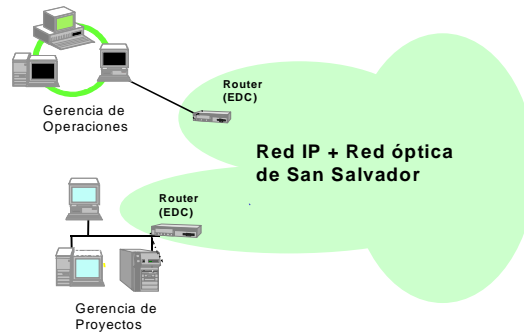 Router
(EDC)
Gerencia de
Operaciones
Red IP + Red óptica
de San Salvador
Router
(EDC)
Gerencia de
Proyectos